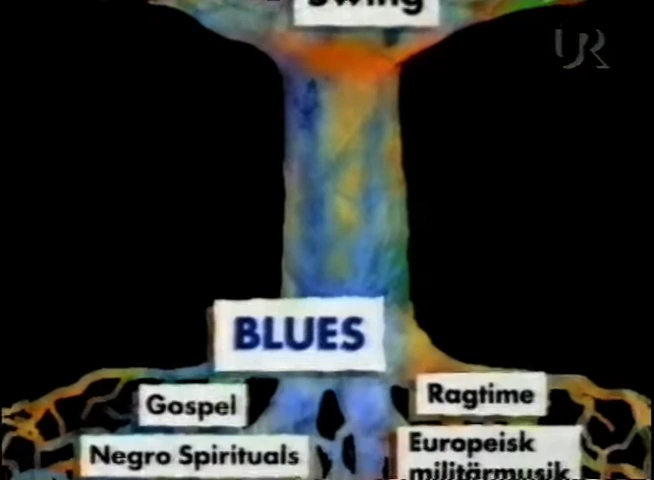 Swing
UR
BLUES
Gospel
Ragtime
Negro Spirituals
Europeisk
militärmusik